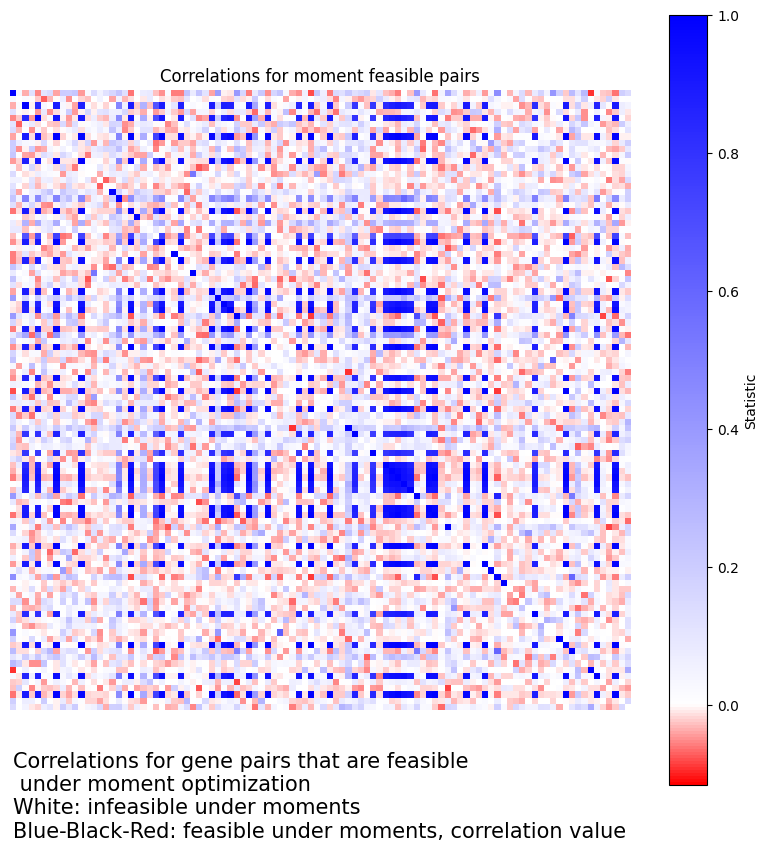 Correlations for moment feasible pairs
1.0
0.8
0.6
0.4
0.2
0.0
Statistic
Correlations for gene pairs that are feasible
under moment optimization
White: infeasible under moments
Blue-Black-Red: feasible under moments, correlation value